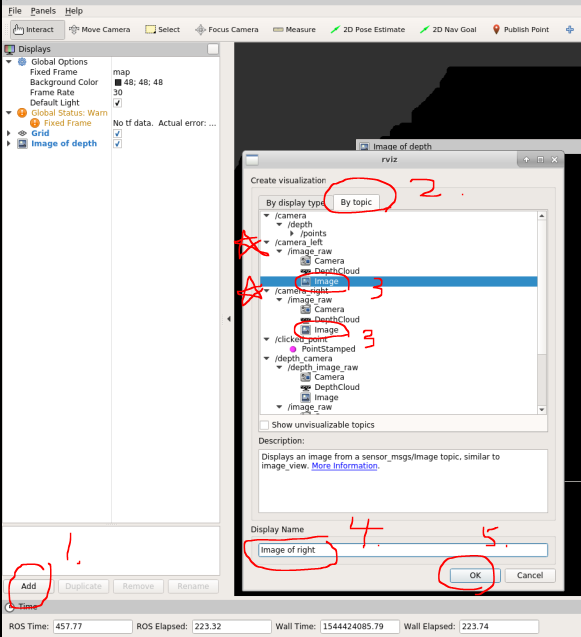 File Panels Help
Interact Move Camera Select Focus Camera Measure 2D Pose Estimate 2D Nav Goal Publish Point
Displays
Global Options
Fixed Frame map
Background Color 48; 48; 48
Frame Rate 30
Default Light
Global Status: Warn
Fixed Frame No tf data. Actual error: ...
Grid
Image of depth
Add Duplicate Remove Rename
1.
Image of depth
rviz
Create visualization
By display type By topic
2.
/camera
/depth
/points
/camera_left
/image_raw
Camera
DepthCloud
Image
3
/camera_right
/image_raw
Camera
DepthCloud
Image
3
/clicked_point
PointStamped
/depth_camera
/depth_image_raw
Camera
DepthCloud
Image
/image_raw
Show unvisualizable topics
Description:
Displays an image from a sensor_msgs/Image topic, similar to
image_view. More Information.
Display Name
4.
Image of right
5.
OK Cancel
Time
ROS Time: 457.77 ROS Elapsed: 223.32 Wall Time: 1544424085.79 Wall Elapsed: 223.74